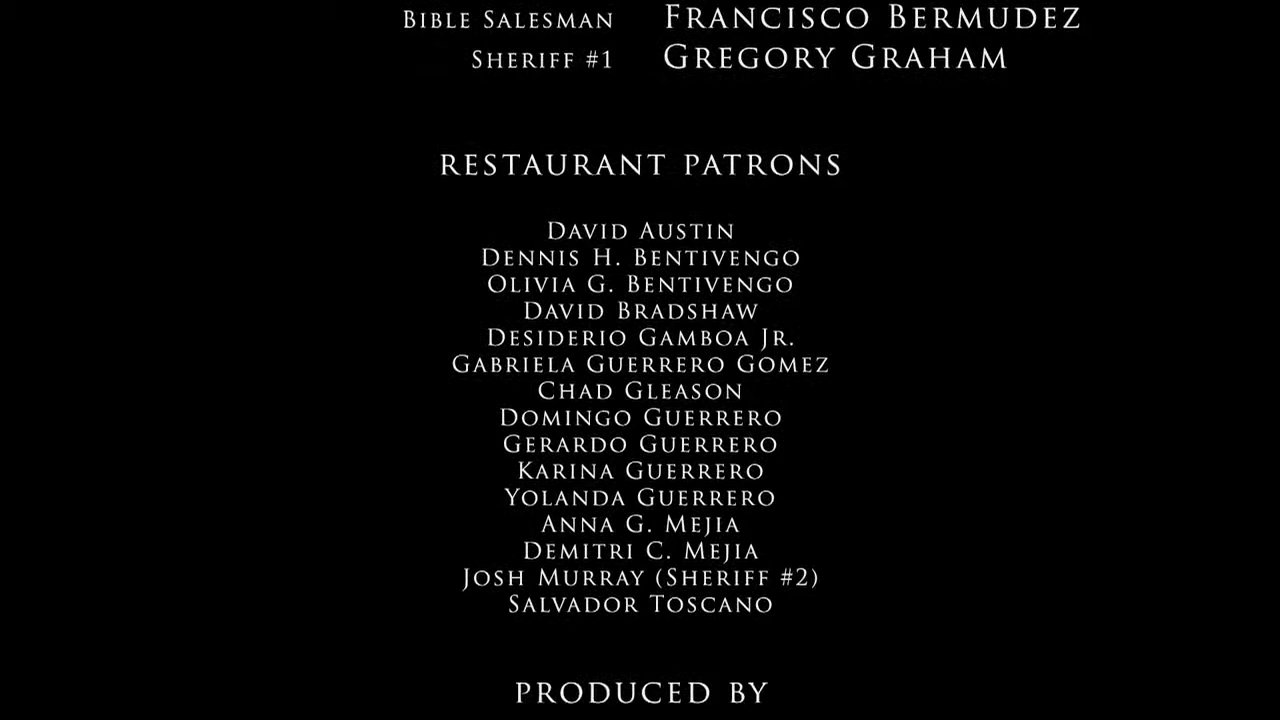 Bible Salesman Francisco Bermudez
Sheriff #1 Gregory Graham
RESTAURANT PATRONS
David Austin
Dennis H. Bentivengo
Olivia G. Bentivengo
David Bradshaw
Desiderio Gamboa Jr.
Gabriela Guerrero Gomez
Chad Gleason
Domingo Guerrero
Gerardo Guerrero
Karina Guerrero
Yolanda Guerrero
Anna G. Mejia
Demitri C. Mejia
Josh Murray (Sheriff #2)
Salvador Toscano
PRODUCED BY